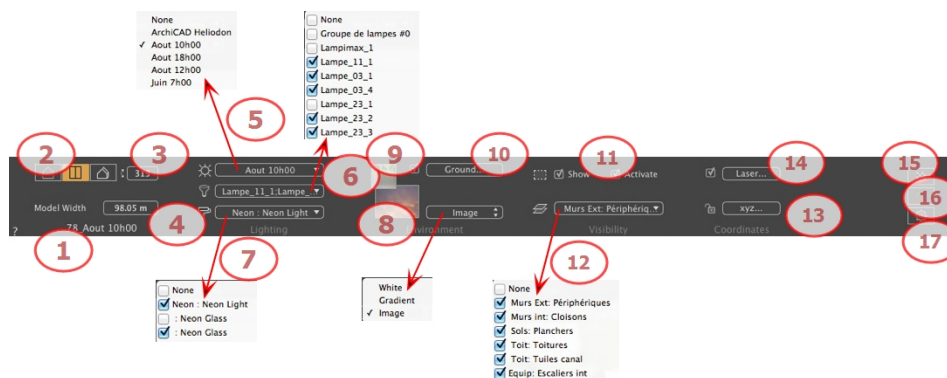 None
ArchiCAD Heliodon
✓ Aout 10h00
Aout 18h00
Aout 12h00
Juin 7h00
None
Groupe de lampes #0
Lampimax_1
Lampe_11_1
Lampe_03_1
Lampe_03_4
Lampe_23_1
Lampe_23_2
Lampe_23_3
5
2
3
9
10
11
14
15
Aout 10h00
Ground...
Show
Activate
Laser...
6
Lampe_11_1;Lampe_
16
Model Width
98.05 m
4
Neon : Neon Light
8
Image
Murs Ext: Périphériq.
xyz...
13
?
78 Aout 10h00
Lighting
Visibility
Coordinates
1
7
12
17
None
Neon : Neon Light
: Neon Glass
: Neon Glass
White
Gradient
✓ Image
None
Murs Ext: Périphériques
Murs int: Cloisons
Sols: Planchers
Toit: Toitures
Toit: Tuiles canal
Equip: Escaliers int